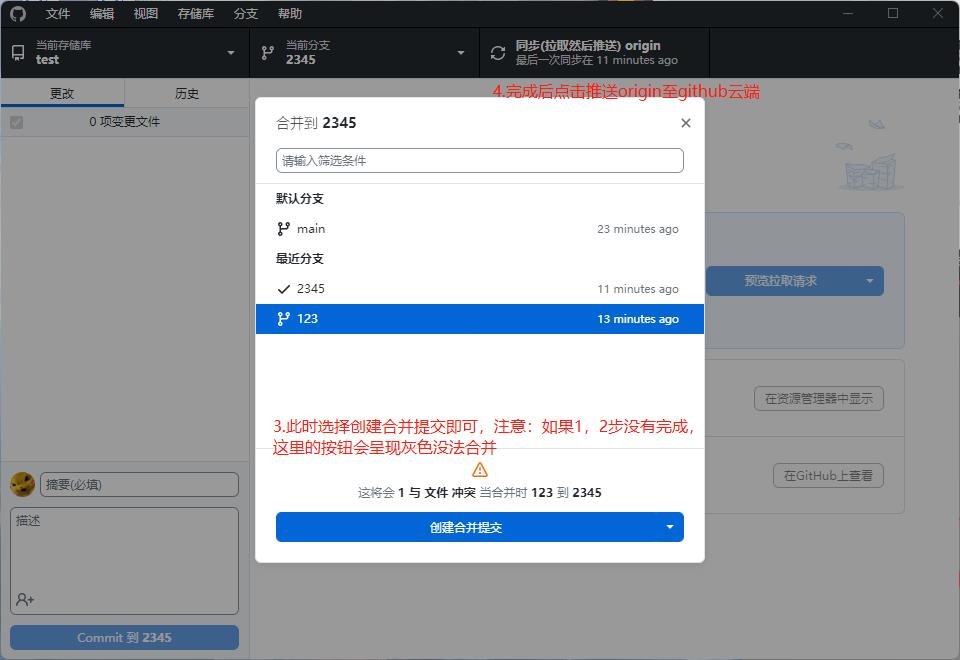 文件 编辑 视图 存储库 分支 帮助
当前存储库
test
当前分支
2345
同步(拉取然后推送) origin
最后一次同步在 11 minutes ago
4.完成后点击推送origin至github云端
更改 历史
0 项变更文件
合并到 2345
请输入筛选条件
默认分支
main 23 minutes ago
最近分支
2345 11 minutes ago
123 13 minutes ago
预览拉取请求
在资源管理器中显示
3.此时选择创建合并提交即可，注意：如果1，2步没有完成，
这里的按钮会呈现灰色没法合并
在GitHub上查看
这将会 1 与 文件 冲突 当合并时 123 到 2345
创建合并提交
摘要(必填)
描述
Commit 到 2345